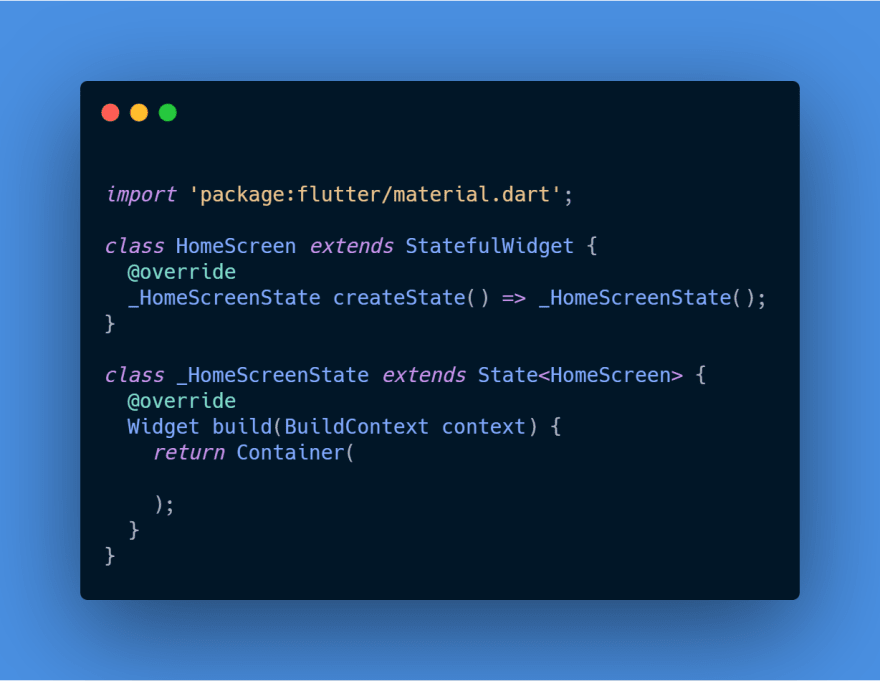 import 'package:flutter/material.dart';
class HomeScreen extends StatefulWidget {
  @override
  _HomeScreenState createState() => _HomeScreenState();
}
class _HomeScreenState extends State<HomeScreen> {
  @override
  Widget build(BuildContext context) {
    return Container(
    );
  }
}